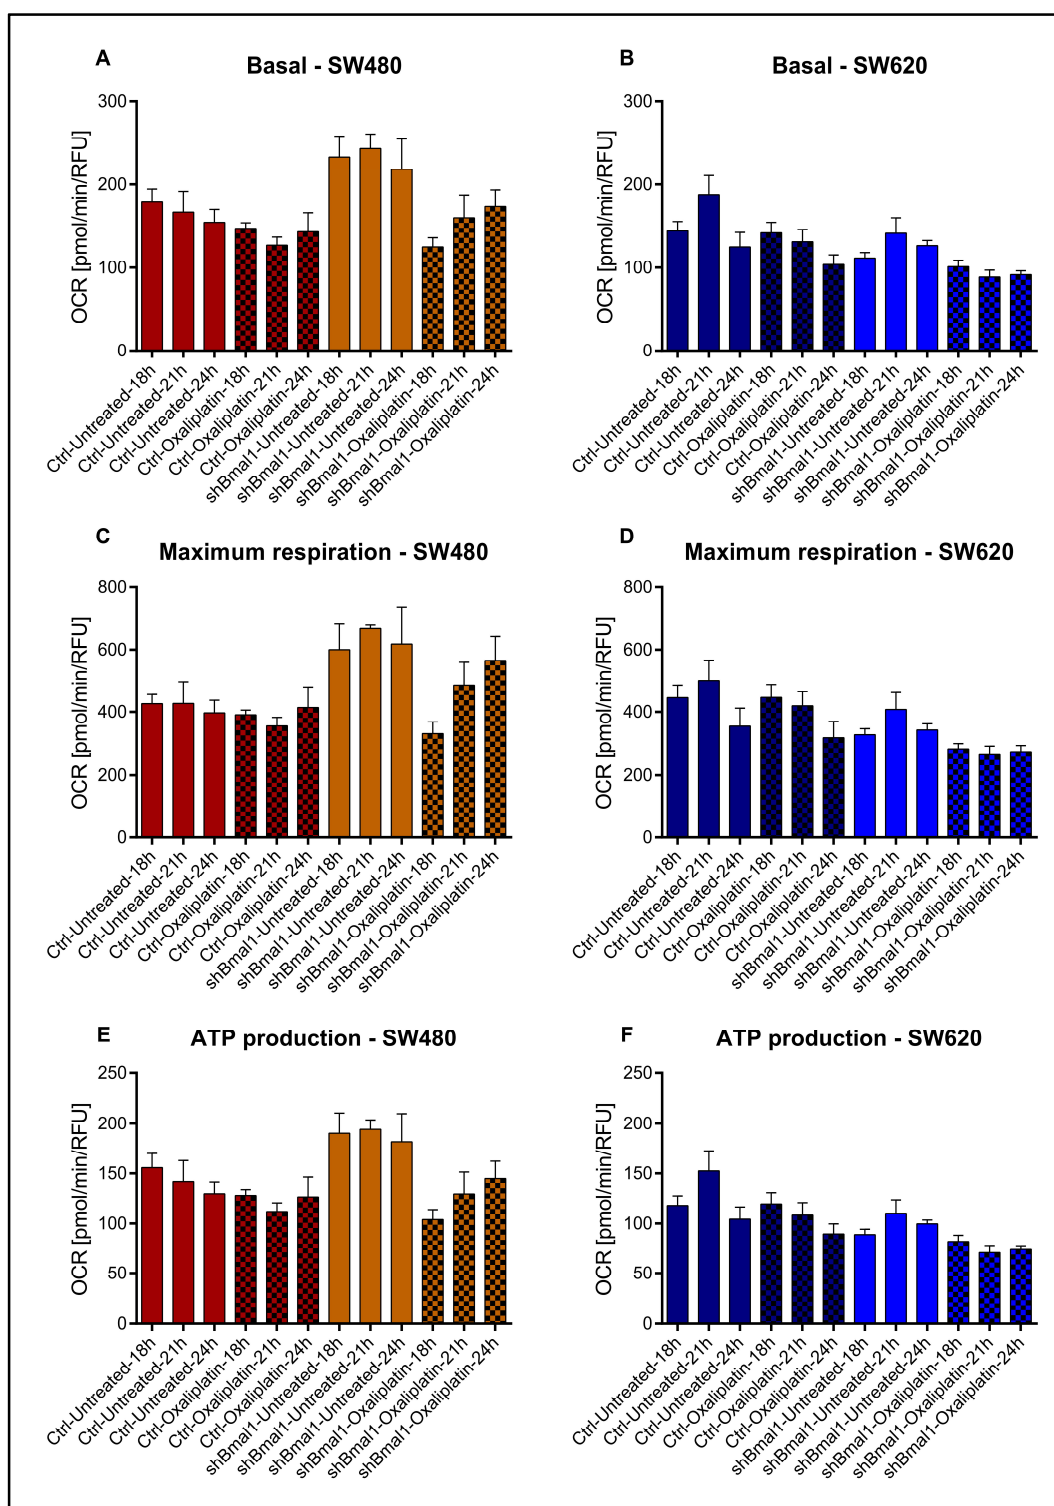 A
Basal - SW480
OCR [pmol/min/RFU]
300
200
100
0
Ctrl-Untreated-18h
Ctrl-Untreated-21h
Ctrl-Untreated-24h
Ctrl-Oxaliplatin-18h
Ctrl-Oxaliplatin-21h
Ctrl-Oxaliplatin-24h
shBmal1-Untreated-18h
shBmal1-Untreated-21h
shBmal1-Untreated-24h
shBmal1-Oxaliplatin-18h
shBmal1-Oxaliplatin-21h
shBmal1-Oxaliplatin-24h
B
Basal - SW620
OCR [pmol/min/RFU]
300
200
100
0
Ctrl-Untreated-18h
Ctrl-Untreated-21h
Ctrl-Untreated-24h
Ctrl-Oxaliplatin-18h
Ctrl-Oxaliplatin-21h
Ctrl-Oxaliplatin-24h
shBmal1-Untreated-18h
shBmal1-Untreated-21h
shBmal1-Untreated-24h
shBmal1-Oxaliplatin-18h
shBmal1-Oxaliplatin-21h
shBmal1-Oxaliplatin-24h
C
Maximum respiration - SW480
OCR [pmol/min/RFU]
800
600
400
200
0
Ctrl-Untreated-18h
Ctrl-Untreated-21h
Ctrl-Untreated-24h
Ctrl-Oxaliplatin-18h
Ctrl-Oxaliplatin-21h
Ctrl-Oxaliplatin-24h
shBmal1-Untreated-18h
shBmal1-Untreated-21h
shBmal1-Untreated-24h
shBmal1-Oxaliplatin-18h
shBmal1-Oxaliplatin-21h
shBmal1-Oxaliplatin-24h
D
Maximum respiration - SW620
OCR [pmol/min/RFU]
800
600
400
200
0
Ctrl-Untreated-18h
Ctrl-Untreated-21h
Ctrl-Untreated-24h
Ctrl-Oxaliplatin-18h
Ctrl-Oxaliplatin-21h
Ctrl-Oxaliplatin-24h
shBmal1-Untreated-18h
shBmal1-Untreated-21h
shBmal1-Untreated-24h
shBmal1-Oxaliplatin-18h
shBmal1-Oxaliplatin-21h
shBmal1-Oxaliplatin-24h
E
ATP production - SW480
OCR [pmol/min/RFU]
250
200
150
100
50
0
Ctrl-Untreated-18h
Ctrl-Untreated-21h
Ctrl-Untreated-24h
Ctrl-Oxaliplatin-18h
Ctrl-Oxaliplatin-21h
Ctrl-Oxaliplatin-24h
shBmal1-Untreated-18h
shBmal1-Untreated-21h
shBmal1-Untreated-24h
shBmal1-Oxaliplatin-18h
shBmal1-Oxaliplatin-21h
shBmal1-Oxaliplatin-24h
F
ATP production - SW620
OCR [pmol/min/RFU]
250
200
150
100
50
0
Ctrl-Untreated-18h
Ctrl-Untreated-21h
Ctrl-Untreated-24h
Ctrl-Oxaliplatin-18h
Ctrl-Oxaliplatin-21h
Ctrl-Oxaliplatin-24h
shBmal1-Untreated-18h
shBmal1-Untreated-21h
shBmal1-Untreated-24h
shBmal1-Oxaliplatin-18h
shBmal1-Oxaliplatin-21h
shBmal1-Oxaliplatin-24h